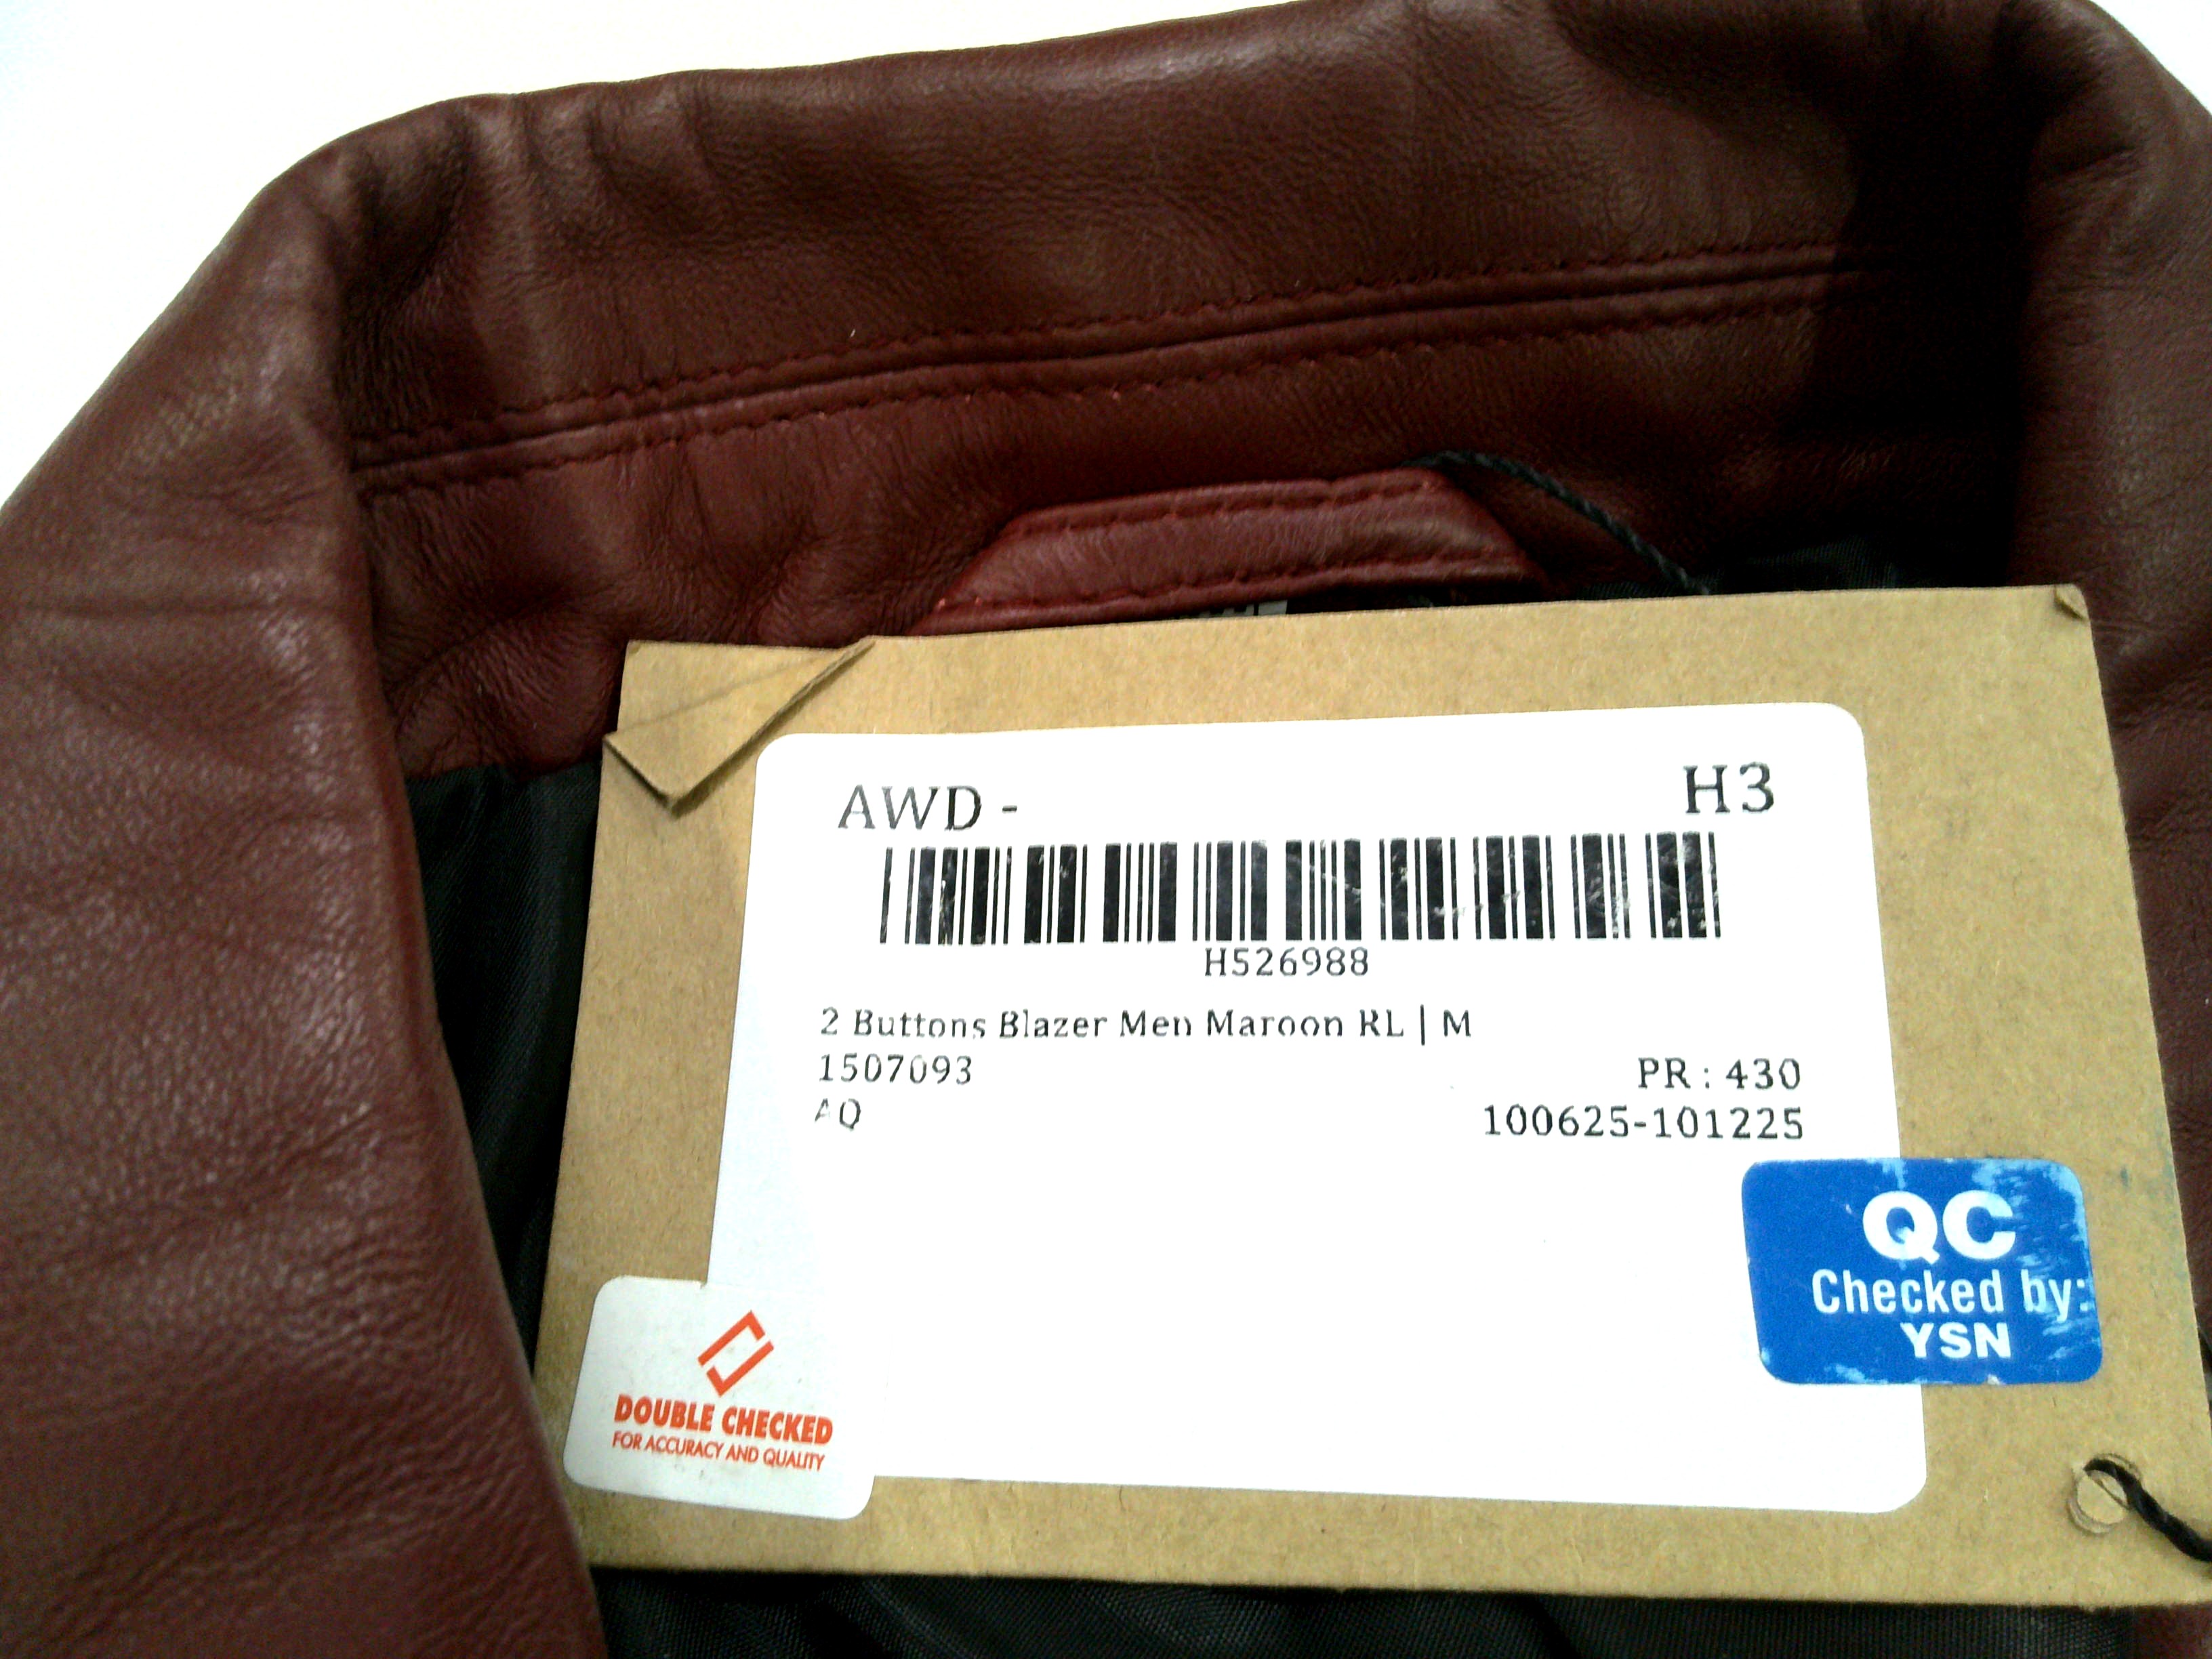 AWD -
H3
H526988
2 Buttons Blazer Men Maroon RL | M
1507093
PR : 430
AQ
100625-101225
QC
Checked by:
YSN
DOUBLE CHECKED
FOR ACCURACY AND QUALITY